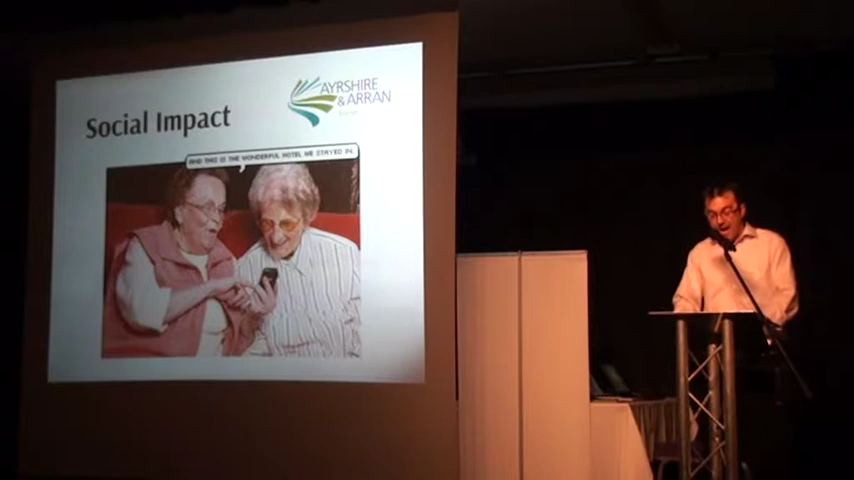 Social Impact
AYRSHIRE
& ARRAN
AND THIS IS THE WONDERFUL HOTEL WE STAYED IN.